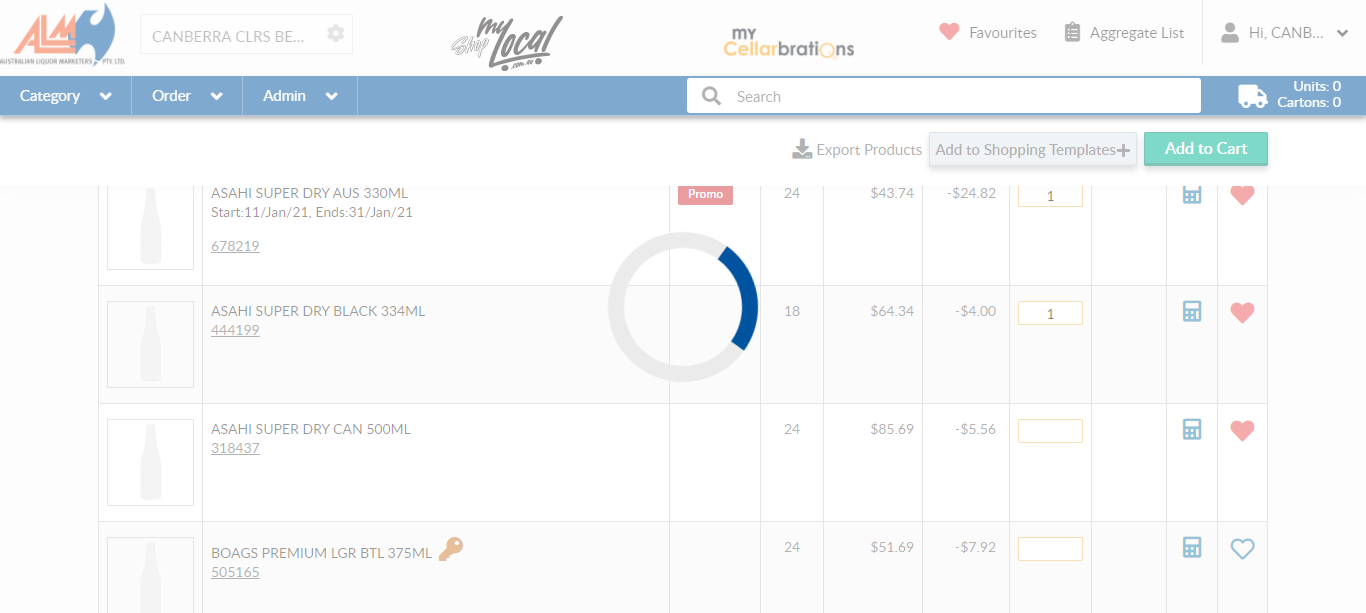 ALM
AUSTRALIAN LIQUOR MARKETERS PTY. LTD.
CANBERRA CLRS BE...
my
Shop Local
.com.au
my
Cellarbrations
Favourites
Aggregate List
Hi, CANB...
Category
Order
Admin
Search
Units: 0
Cartons: 0
Export Products
Add to Shopping Templates+
Add to Cart
ASAHI SUPER DRY AUS 330ML Promo 24 $43.74 -$24.82 1
Start:11/Jan/21, Ends:31/Jan/21
678219
ASAHI SUPER DRY BLACK 334ML 18 $64.34 -$4.00 1
444199
ASAHI SUPER DRY CAN 500ML 24 $85.69 -$5.56
318437
BOAGS PREMIUM LGR BTL 375ML 24 $51.69 -$7.92
505165